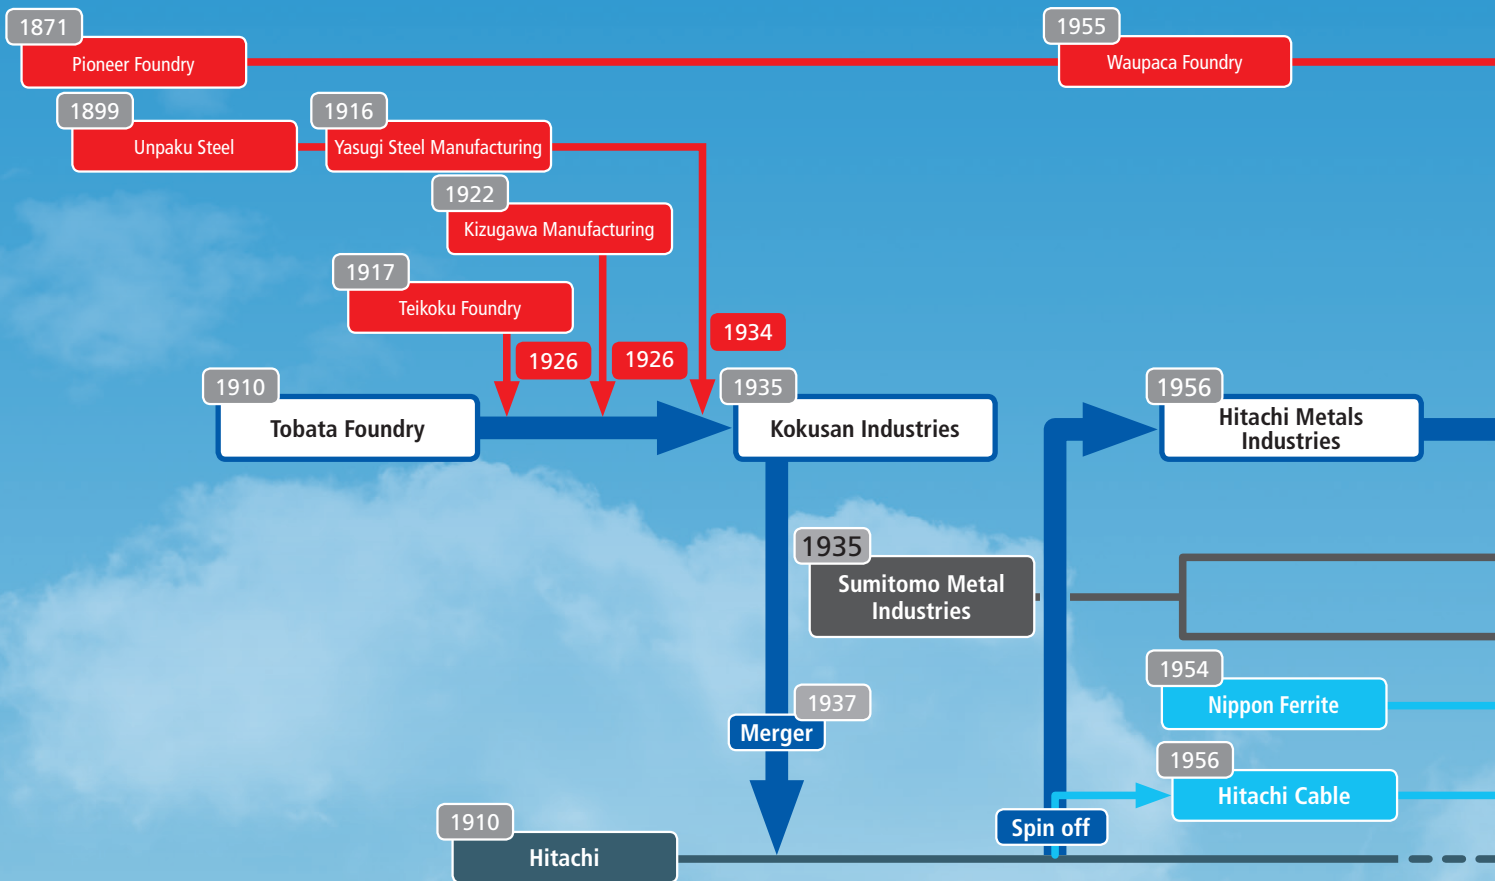 1871
Pioneer Foundry
1955
Waupaca Foundry
1899
Unpaku Steel
1916
Yasugi Steel Manufacturing
1922
Kizugawa Manufacturing
1917
Teikoku Foundry
1926
1926
1934
1910
Tobata Foundry
1935
Kokusan Industries
1956
Hitachi Metals
Industries
1935
Sumitomo Metal
Industries
1954
Nippon Ferrite
1937
Merger
1956
Hitachi Cable
Spin off
1910
Hitachi